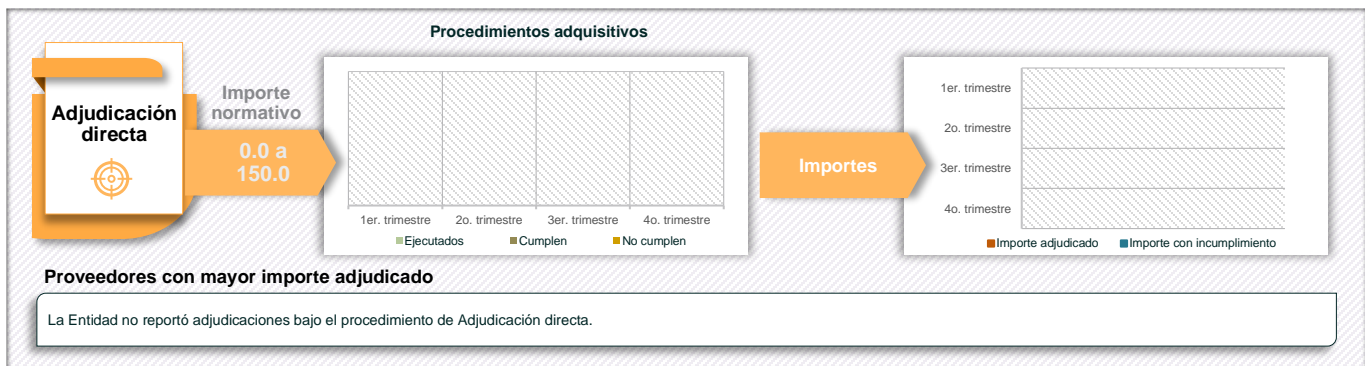 Procedimientos adquisitivos
Adjudicación
directa
Importe
normativo
0.0 a
150.0
1er. trimestre
2o. trimestre
3er. trimestre
4o. trimestre
Ejecutados
Cumplen
No cumplen
Importes
1er. trimestre
2o. trimestre
3er. trimestre
4o. trimestre
Importe adjudicado
Importe con incumplimiento
Proveedores con mayor importe adjudicado
La Entidad no reportó adjudicaciones bajo el procedimiento de Adjudicación directa.